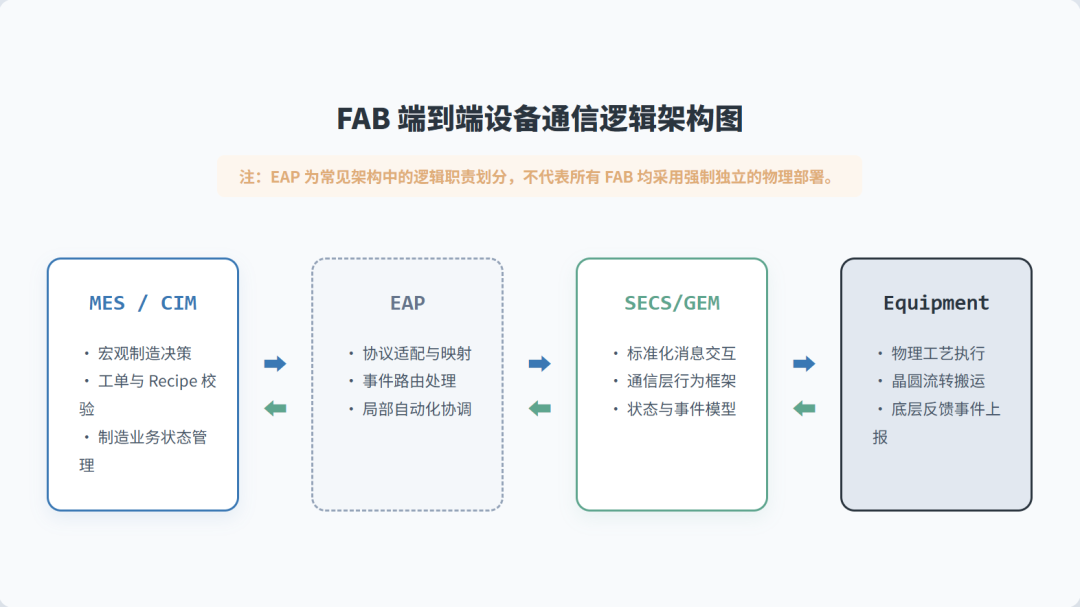 FAB 端到端设备通信逻辑架构图
注：EAP 为常见架构中的逻辑职责划分，不代表所有 FAB 均采用强制独立的物理部署。
MES / CIM
· 宏观制造决策
· 工单与 Recipe 校
验
· 制造业务状态管
理
EAP
· 协议适配与映射
· 事件路由处理
· 局部自动化协调
SECS/GEM
· 标准化消息交互
· 通信层行为框架
· 状态与事件模型
Equipment
· 物理工艺执行
· 晶圆流转搬运
· 底层反馈事件上
报